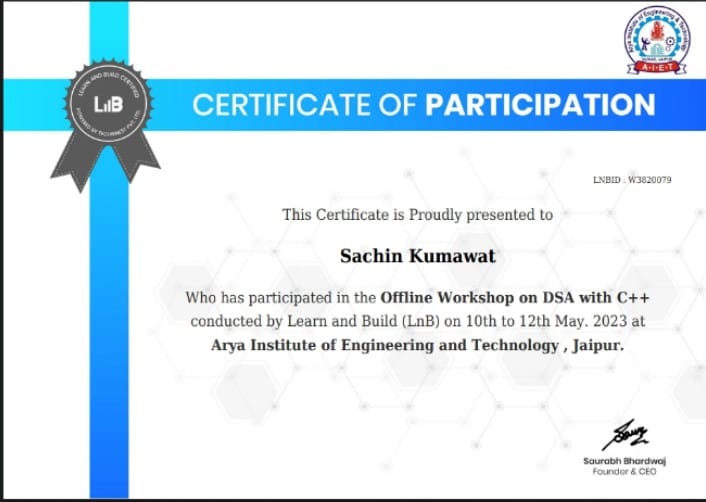 Arya Institute of Engineering & Technology
KUKAS, JAIPUR
A·I·E·T
LEARN AND BUILD CERTIFIED
LnB
POWERED BY TECHINNEST PVT. LTD.
CERTIFICATE OF PARTICIPATION
LNBID : W3820079
This Certificate is Proudly presented to
Sachin Kumawat
Who has participated in the Offline Workshop on DSA with C++
conducted by Learn and Build (LnB) on 10th to 12th May. 2023 at
Arya Institute of Engineering and Technology , Jaipur.
Saurabh Bhardwaj
Founder & CEO